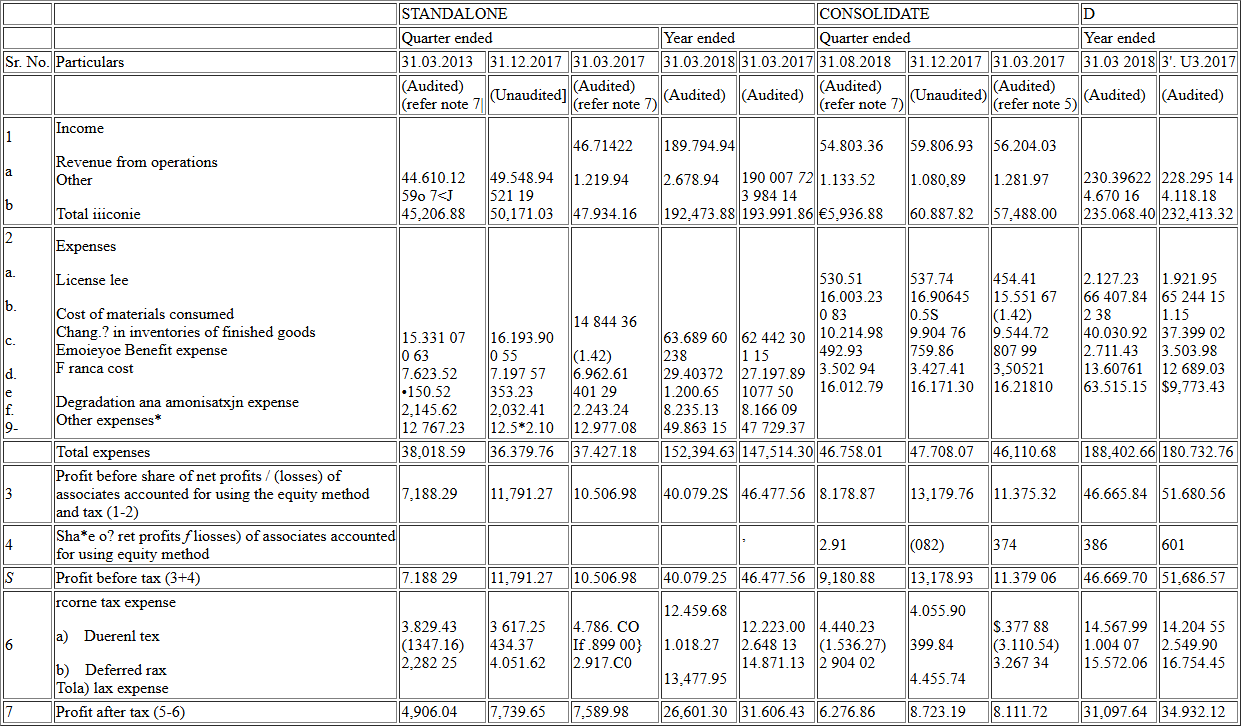 STANDALONE CONSOLIDATE D
Quarter ended Year ended Quarter ended Year ended
Sr. No. Particulars 31.03.2013 31.12.2017 31.03.2017 31.03.2018 31.03.2017 31.08.2018 31.12.2017 31.03.2017 31.03 2018 3'. U3.2017
(Audited) (Unaudited] (Audited) (Audited) (Audited) (Audited) (Unaudited) (Audited) (Audited) (Audited)
(refer note 7| (refer note 7) (refer note 7) (refer note 5)
Income
1 46.71422 189.794.94 54.803.36 59.806.93 56.204.03
Revenue from operations
a Other 44.610.12 49.548.94 1.219.94 2.678.94 190 007 72 1.133.52 1.080,89 1.281.97 230.39622 228.295 14
59o 7<J 521 19 3 984 14 4.670 16 4.118.18
b Total iiiconie 45,206.88 50,171.03 47.934.16 192,473.88 193.991.86 €5,936.88 60.887.82 57,488.00 235.068.40 232,413.32
2 Expenses
a. License lee 530.51 537.74 454.41 2.127.23 1.921.95
b. 16.003.23 16.90645 15.551 67 66 407.84 65 244 15
Cost of materials consumed 14 844 36 0 83 0.5S (1.42) 2 38 1.15
Chang.? in inventories of finished goods 15.331 07 16.193.90 63.689 60 62 442 30 10.214.98 9.904 76 9.544.72 40.030.92 37.399 02
c. Emoieyoe Benefit expense 0 63 0 55 (1.42) 238 1 15 492.93 759.86 807 99 2.711.43 3.503.98
d. F ranca cost 7.623.52 7.197 57 6.962.61 29.40372 27.197.89 3.502 94 3.427.41 3,50521 13.60761 12 689.03
e •150.52 353.23 401 29 1.200.65 1077 50 16.012.79 16.171.30 16.21810 63.515.15 $9,773.43
f. Degradation ana amonisatxjn expense 2,145.62 2,032.41 2.243.24 8.235.13 8.166 09
9- Other expenses* 12 767.23 12.5*2.10 12.977.08 49.863 15 47 729.37
Total expenses 38,018.59 36.379.76 37.427.18 152,394.63 147,514.30 46.758.01 47.708.07 46,110.68 188,402.66 180.732.76
Profit before share of net profits / (losses) of
3 associates accounted for using the equity method 7,188.29 11,791.27 10.506.98 40.079.2S 46.477.56 8.178.87 13,179.76 11.375.32 46.665.84 51.680.56
and tax (1-2)
Sha*e o? ret profits ƒ liosses) of associates accounted ,
4 for using equity method 2.91 (082) 374 386 601
S Profit before tax (3+4) 7.188 29 11,791.27 10.506.98 40.079.25 46.477.56 9,180.88 13,178.93 11.379 06 46.669.70 51,686.57
rcorne tax expense 12.459.68 4.055.90
a) Duerenl tex 3.829.43 3 617.25 4.786. CO 12.223.00 4.440.23 $.377 88 14.567.99 14.204 55
6 (1347.16) 434.37 If .899 00} 1.018.27 2.648 13 (1.536.27) 399.84 (3.110.54) 1.004 07 2.549.90
b) Deferred rax 2,282 25 4.051.62 2.917.C0 14.871.13 2 904 02 3.267 34 15.572.06 16.754.45
Tola) lax expense 13,477.95 4.455.74
7 Profit after tax (5-6) 4,906.04 7,739.65 7,589.98 26,601.30 31.606.43 6.276.86 8.723.19 8.111.72 31,097.64 34.932.12